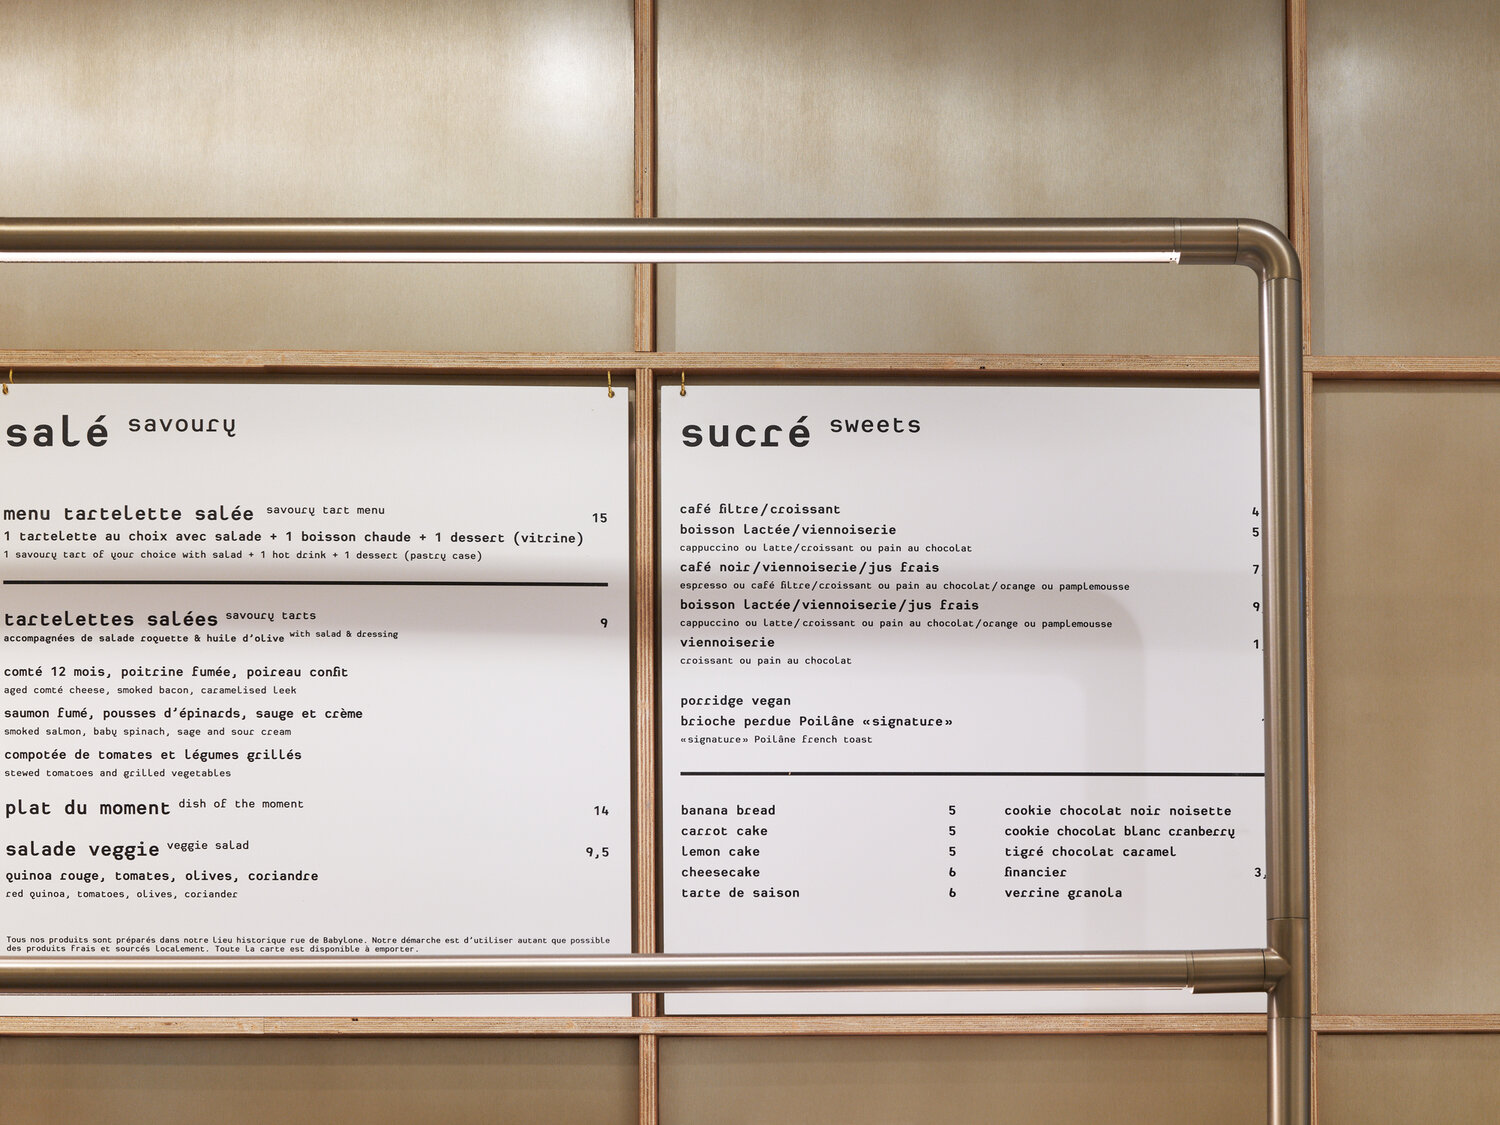 salé savoury
menu tartelette salée savoury tart menu 15
1 tartelette au choix avec salade + 1 boisson chaude + 1 dessert (vitrine)
1 savoury tart of your choice with salad + 1 hot drink + 1 dessert (pastry case)
tartelettes salées savoury tarts 9
accompagnées de salade roquette & huile d'olive with salad & dressing
comté 12 mois, poitrine fumée, poireau confit
aged comté cheese, smoked bacon, caramelised leek
saumon fumé, pousses d'épinards, sauge et crème
smoked salmon, baby spinach, sage and sour cream
compotée de tomates et légumes grillés
stewed tomatoes and grilled vegetables
plat du moment dish of the moment 14
salade veggie veggie salad 9,5
quinoa rouge, tomates, olives, coriandre
red quinoa, tomatoes, olives, coriander
Tous nos produits sont préparés dans notre lieu historique rue de Babylone. Notre démarche est d'utiliser autant que possible
des produits frais et sourcés localement. Toute la carte est disponible à emporter.
sucré sweets
café filtre/croissant 4
boisson lactée/viennoiserie 5
cappuccino ou latte/croissant ou pain au chocolat
café noir/viennoiserie/jus frais 7
espresso ou café filtre/croissant ou pain au chocolat/orange ou pamplemousse
boisson lactée/viennoiserie/jus frais 9,
cappuccino ou latte/croissant ou pain au chocolat/orange ou pamplemousse
viennoiserie 1,
croissant ou pain au chocolat
porridge vegan
brioche perdue Poilâne «signature»
«signature» Poilâne french toast
banana bread 5
carrot cake 5
lemon cake 5
cheesecake 6
tarte de saison 6
cookie chocolat noir noisette
cookie chocolat blanc cranberry
tigré chocolat caramel
financier 3,
verrine granola